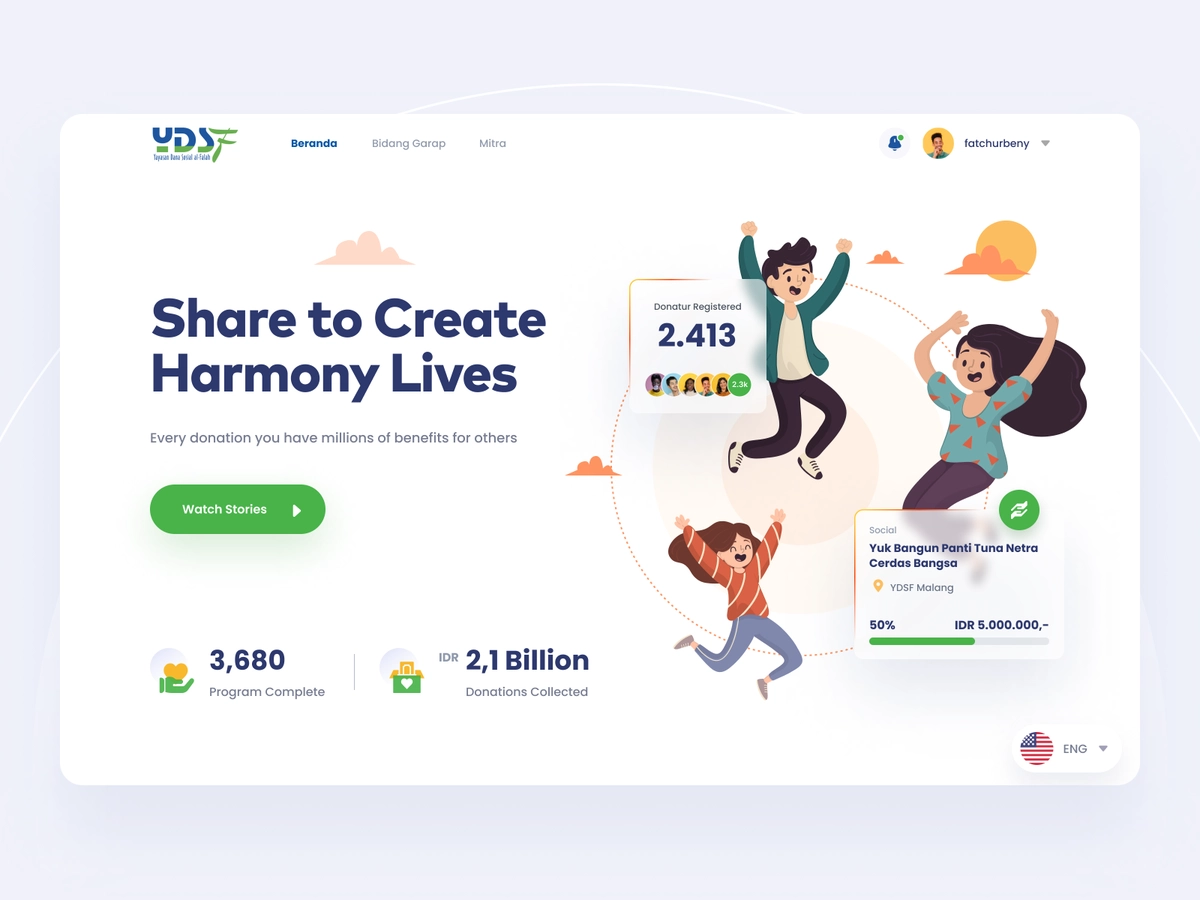 YDSF
Yayasan Dana Sosial al-Falah
Beranda
Bidang Garap
Mitra
fatchurbeny
Share to Create
Harmony Lives
Every donation you have millions of benefits for others
Watch Stories
Donatur Registered
2.413
2.3k
Social
Yuk Bangun Panti Tuna Netra
Cerdas Bangsa
YDSF Malang
50%
IDR 5.000.000,-
3,680
Program Complete
IDR 2,1 Billion
Donations Collected
ENG